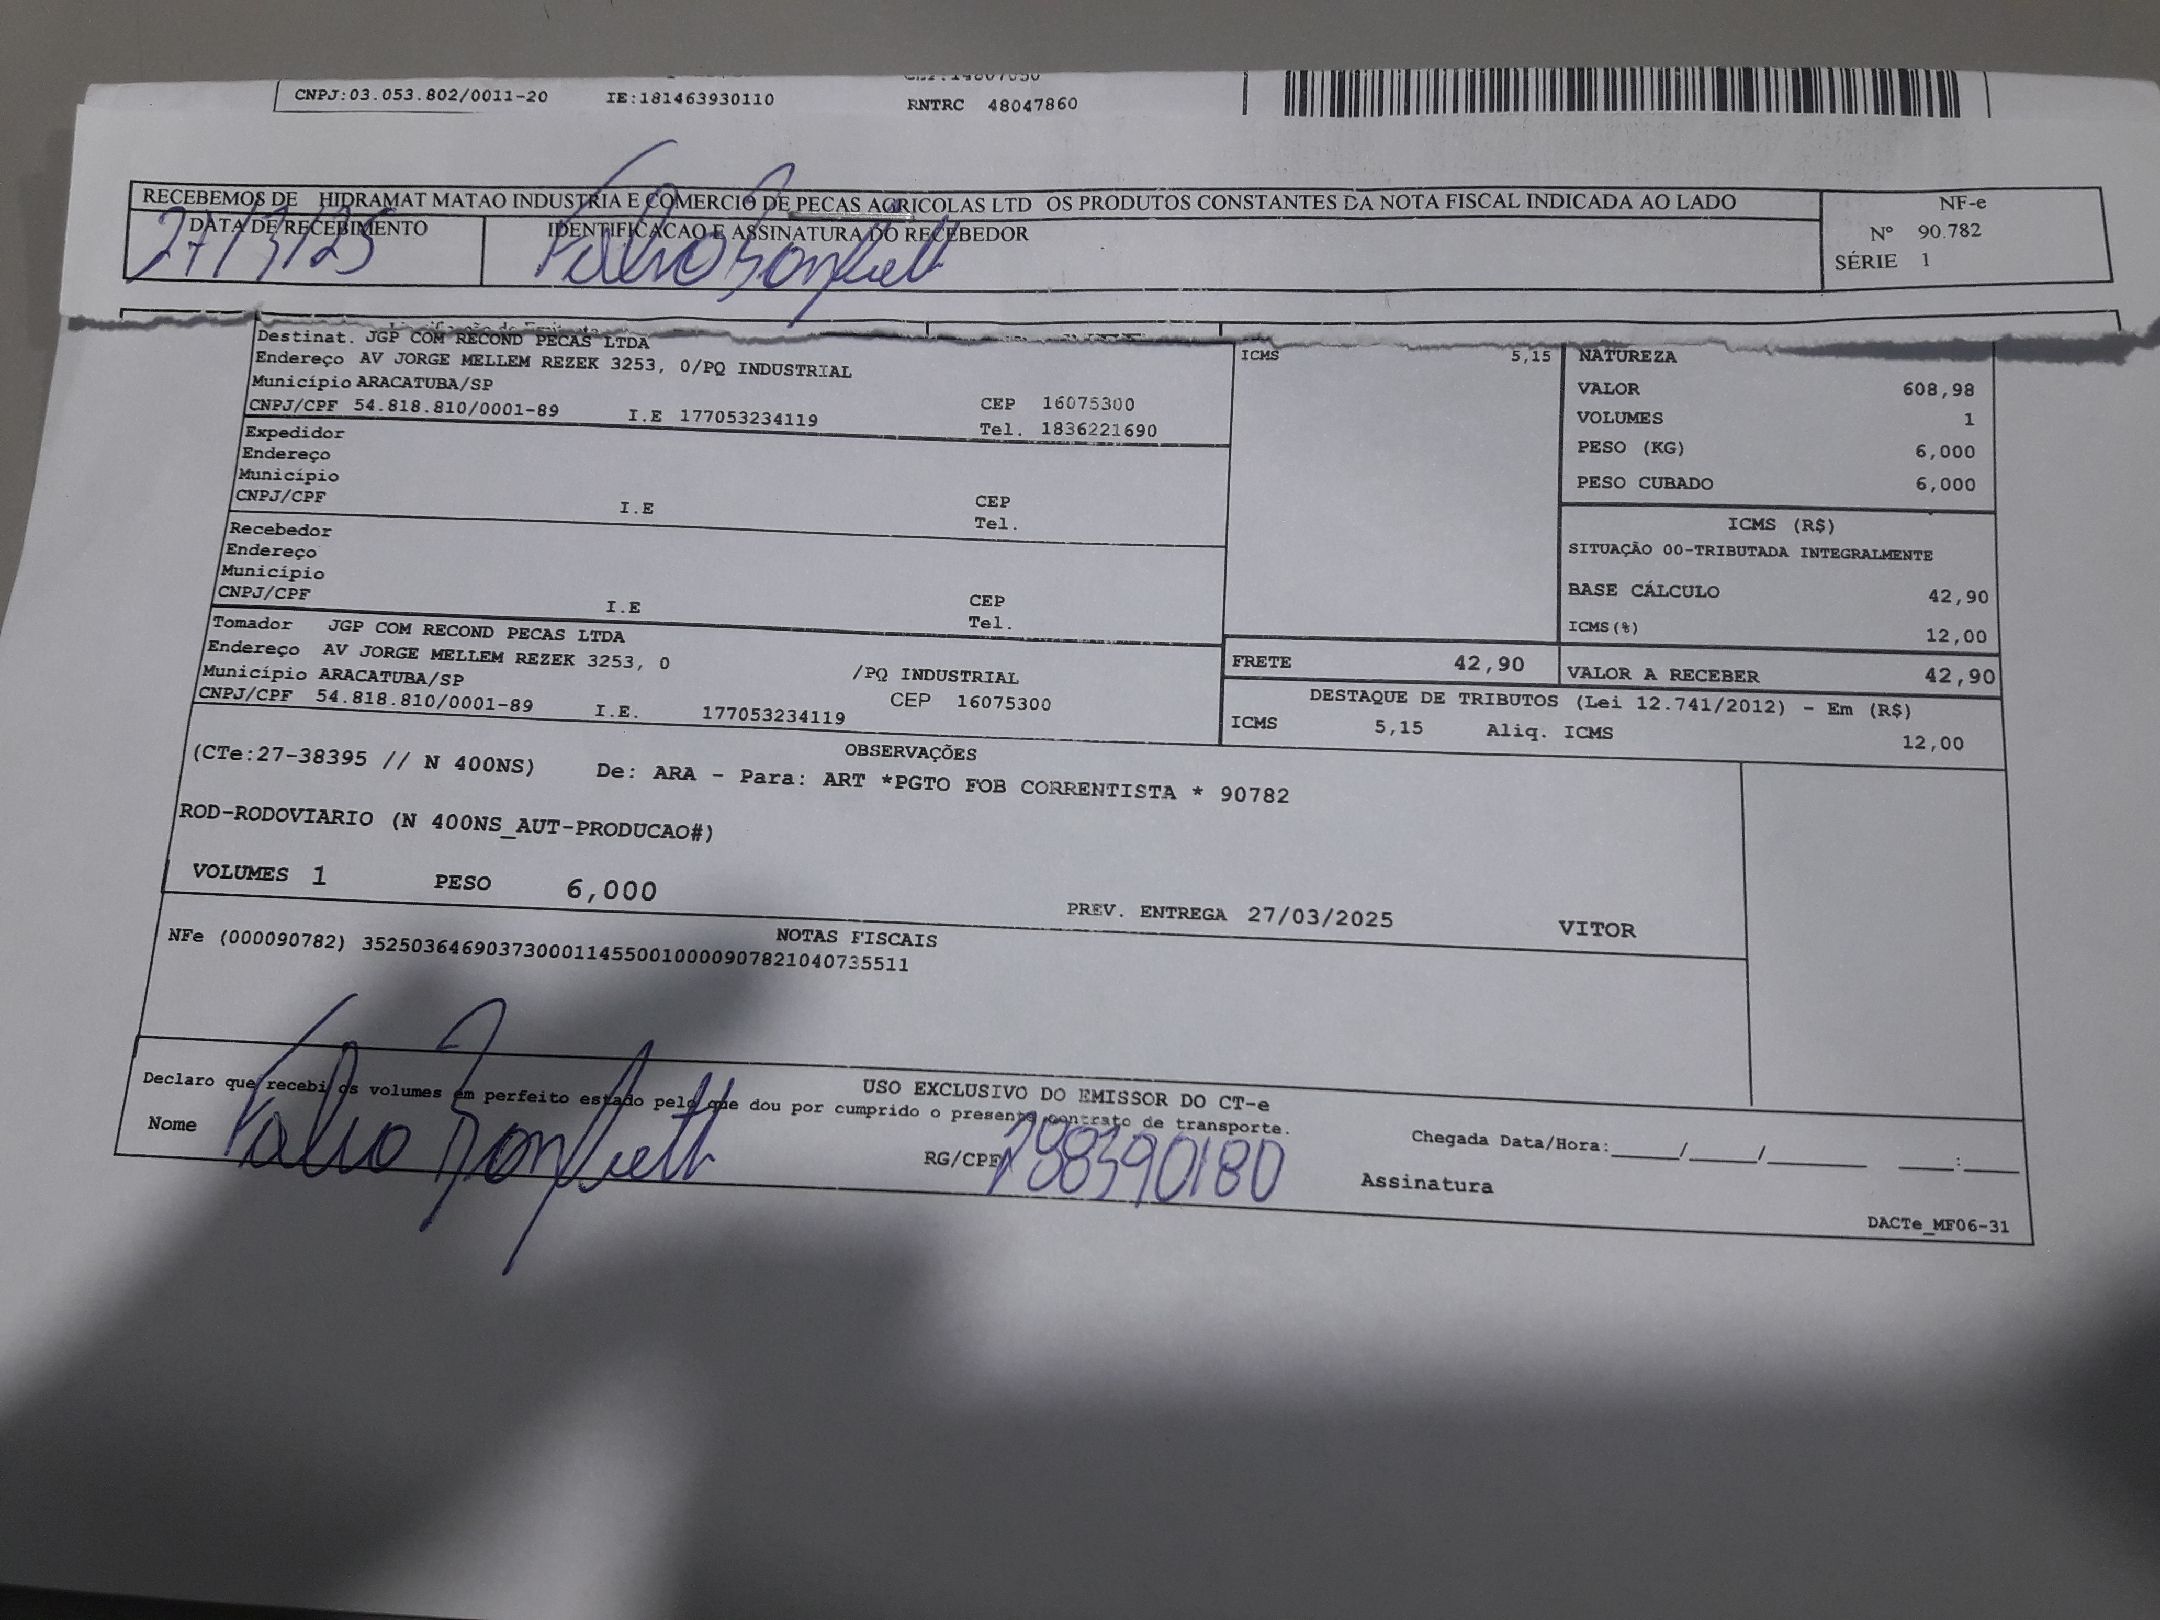 CNPJ:03.053.802/0011-20 IE:181463930110 RNTRC 48047860
RECEBEMOS DE HIDRAMAT MATAO INDUSTRIA E COMERCIO DE PECAS AGRICOLAS LTD OS PRODUTOS CONSTANTES DA NOTA FISCAL INDICADA AO LADO
NF-e
Nº 90.782
SÉRIE 1
DATA DE RECEBIMENTO
27/3/25
IDENTIFICACAO E ASSINATURA DO RECEBEDOR
Destinat. JGP COM RECOND PECAS LTDA
Endereço AV JORGE MELLEM REZEK 3253, 0/PQ INDUSTRIAL
Município ARACATUBA/SP CEP 16075300
CNPJ/CPF 54.818.810/0001-89 I.E 177053234119 Tel. 1836221690
Expedidor
Endereço
Município CEP
CNPJ/CPF I.E Tel.
Recebedor
Endereço
Município CEP
CNPJ/CPF I.E Tel.
Tomador JGP COM RECOND PECAS LTDA
Endereço AV JORGE MELLEM REZEK 3253, 0 /PQ INDUSTRIAL
Município ARACATUBA/SP CEP 16075300
CNPJ/CPF 54.818.810/0001-89 I.E. 177053234119
ICMS 5,15
NATUREZA
VALOR 608,98
VOLUMES 1
PESO (KG) 6,000
PESO CUBADO 6,000
ICMS (R$)
SITUAÇÃO 00-TRIBUTADA INTEGRALMENTE
BASE CÁLCULO 42,90
ICMS(%) 12,00
FRETE 42,90
VALOR A RECEBER 42,90
DESTAQUE DE TRIBUTOS (Lei 12.741/2012) - Em (R$)
ICMS 5,15 Aliq. ICMS 12,00
OBSERVAÇÕES
(CTe:27-38395 // N 400NS) De: ARA - Para: ART *PGTO FOB CORRENTISTA * 90782
ROD-RODOVIARIO (N 400NS_AUT-PRODUCAO#)
VOLUMES 1 PESO 6,000
PREV. ENTREGA 27/03/2025 VITOR
NOTAS FISCAIS
NFe (000090782) 35250364690373000114550010000907821040735511
USO EXCLUSIVO DO EMISSOR DO CT-e
Declaro que recebi os volumes em perfeito estado pelo que dou por cumprido o presente contrato de transporte.
Nome
RG/CPF 288390180
Chegada Data/Hora:_____/_____/_______ ____:____
Assinatura
DACTe_MF06-31